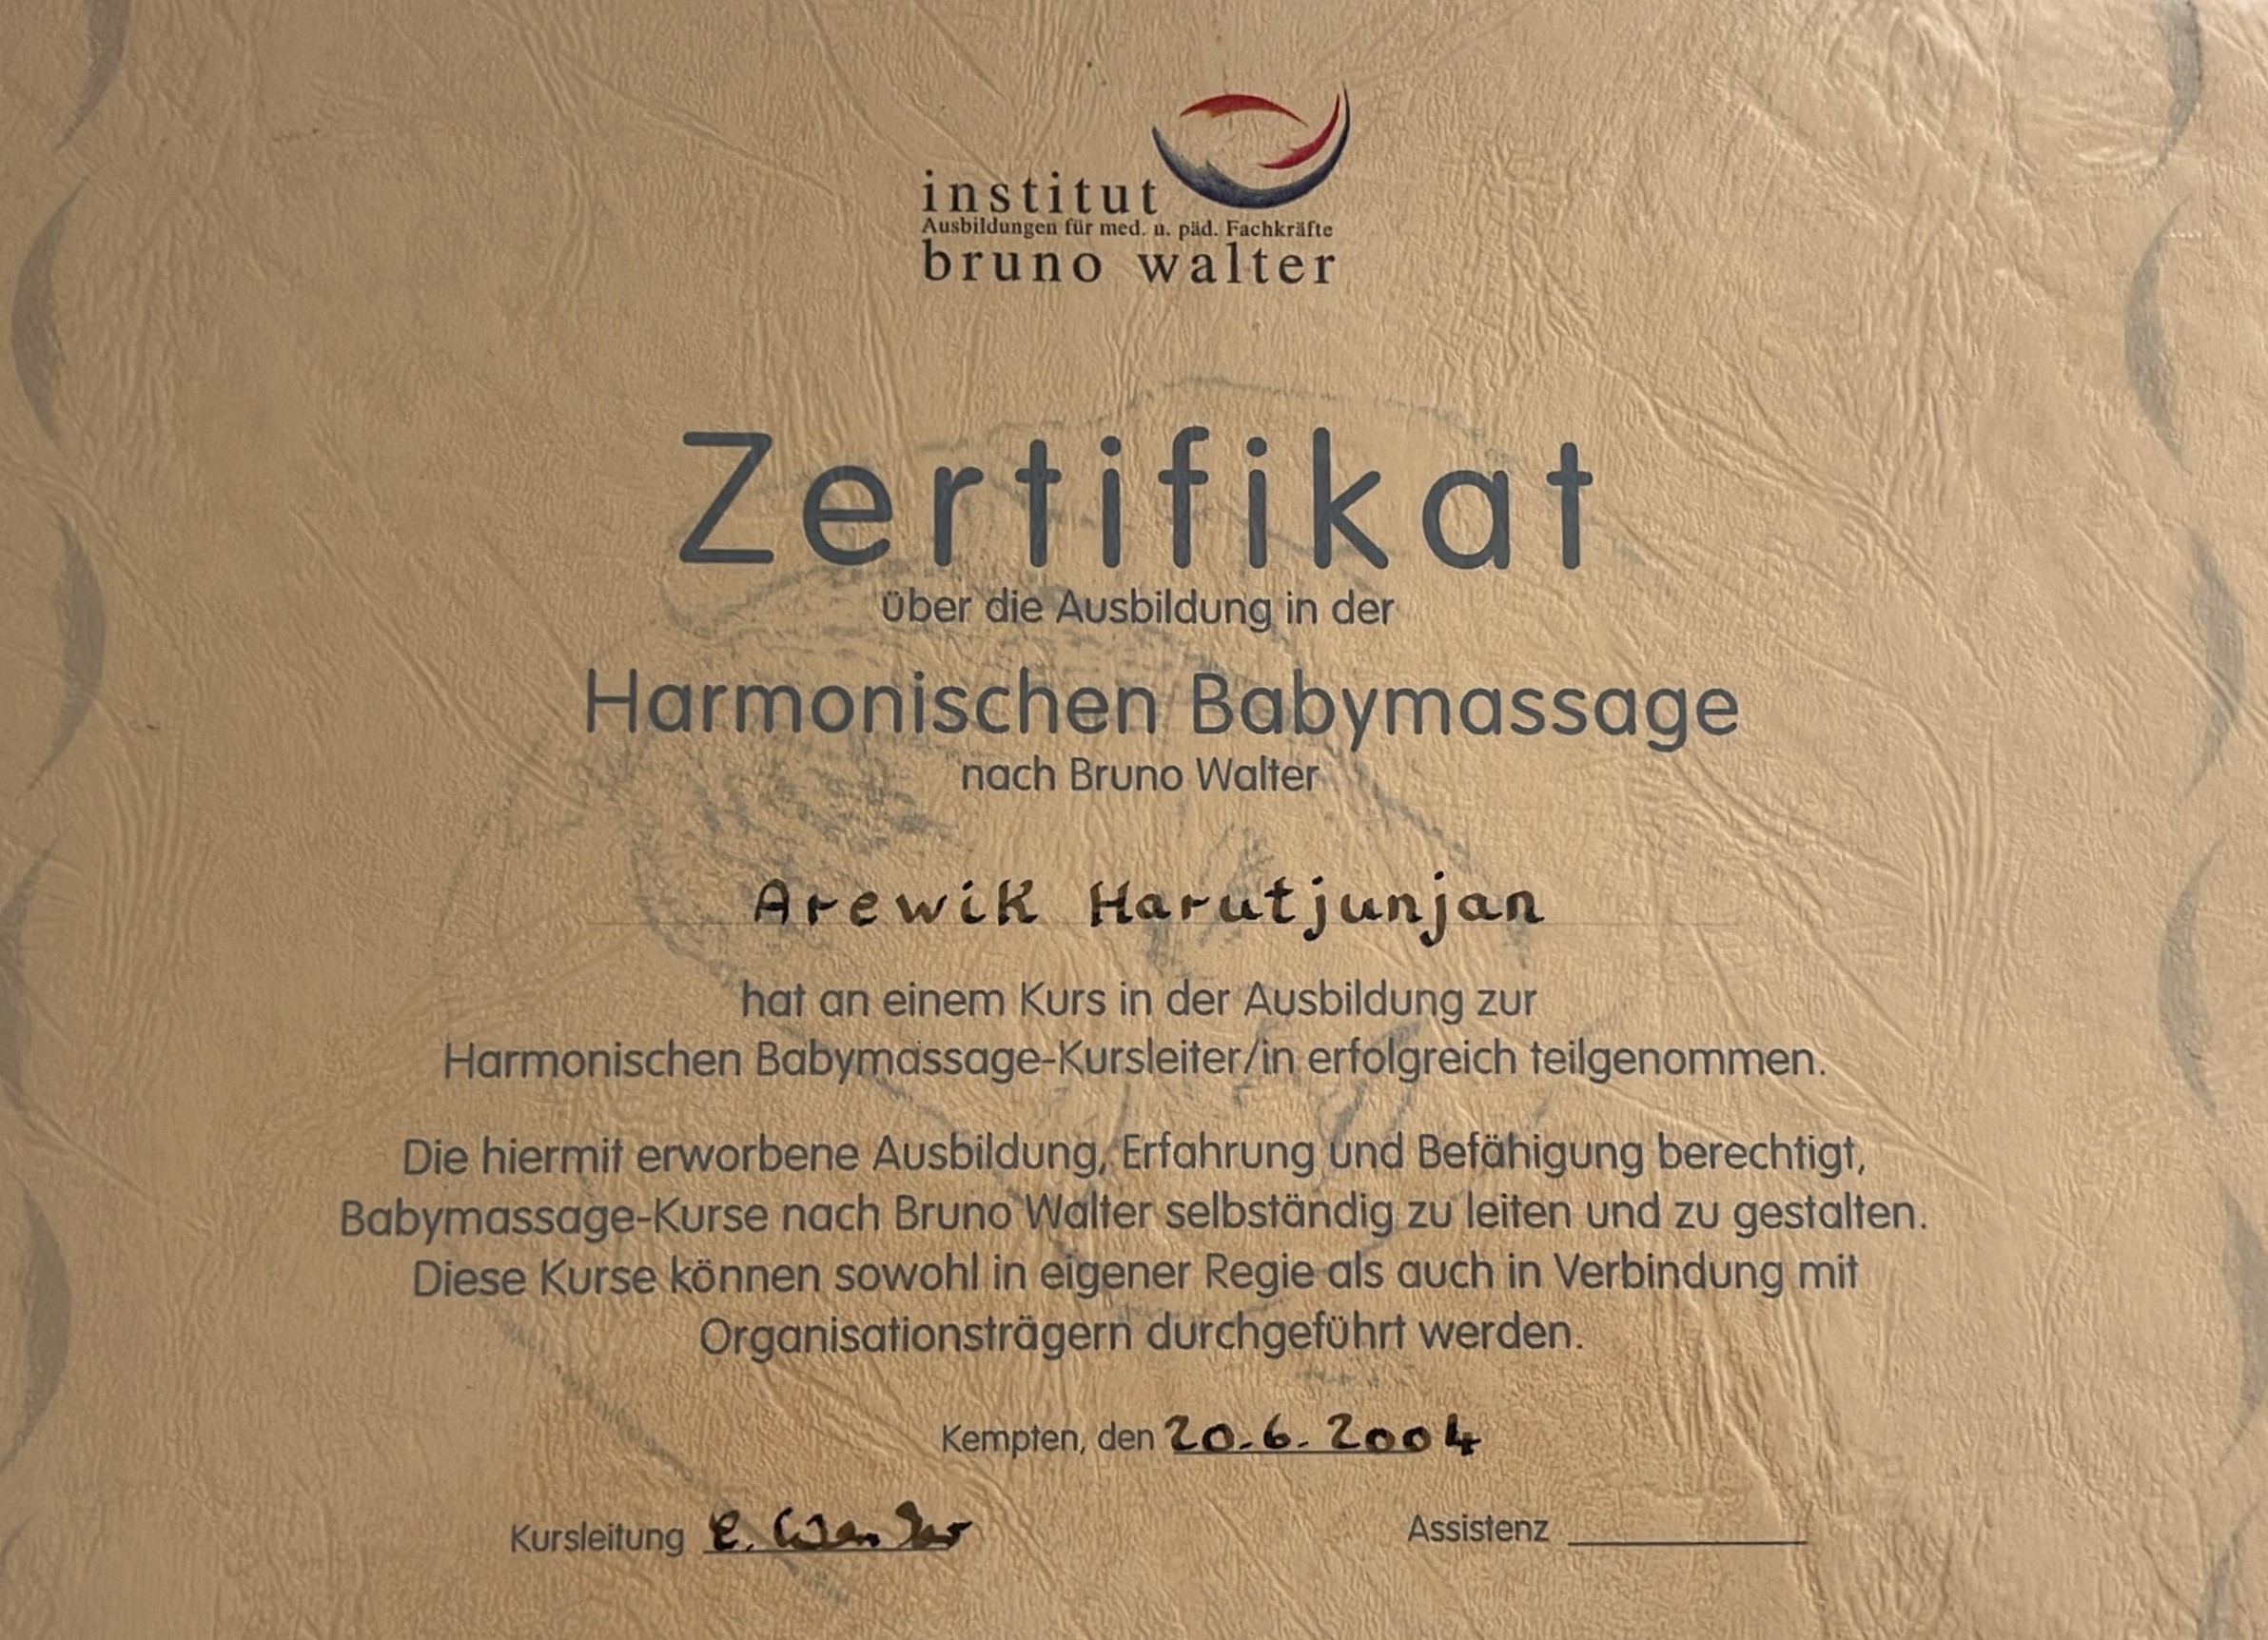 institut
Ausbildungen für med. u. päd. Fachkräfte
bruno walter
Zertifikat
über die Ausbildung in der
Harmonischen Babymassage
nach Bruno Walter
Arewik Harutjunjan
hat an einem Kurs in der Ausbildung zur
Harmonischen Babymassage-Kursleiter/in erfolgreich teilgenommen.
Die hiermit erworbene Ausbildung, Erfahrung und Befähigung berechtigt,
Babymassage-Kurse nach Bruno Walter selbständig zu leiten und zu gestalten.
Diese Kurse können sowohl in eigener Regie als auch in Verbindung mit
Organisationsträgern durchgeführt werden.
Kempten, den 20.6.2004
Kursleitung
Assistenz